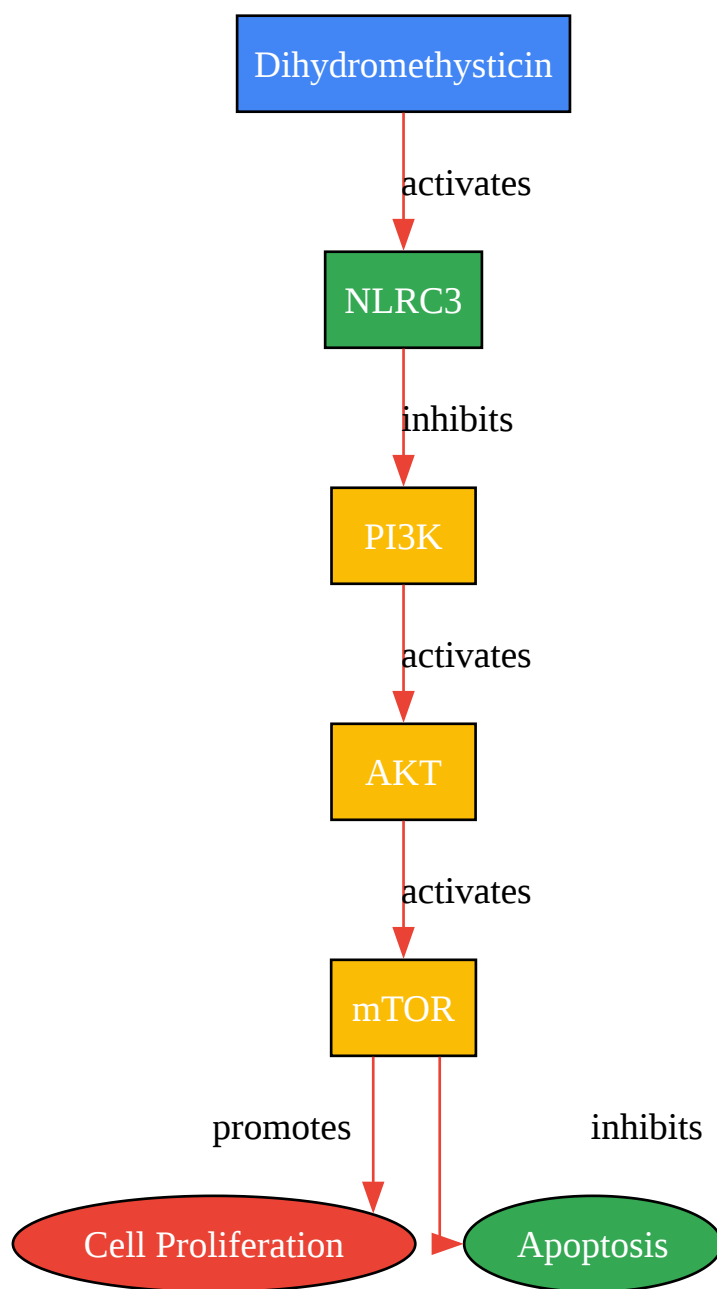 Dihydromethysticin
activates
NLRC3
inhibits
PI3K
activates
AKT
activates
mTOR
promotes
inhibits
Cell Proliferation
Apoptosis